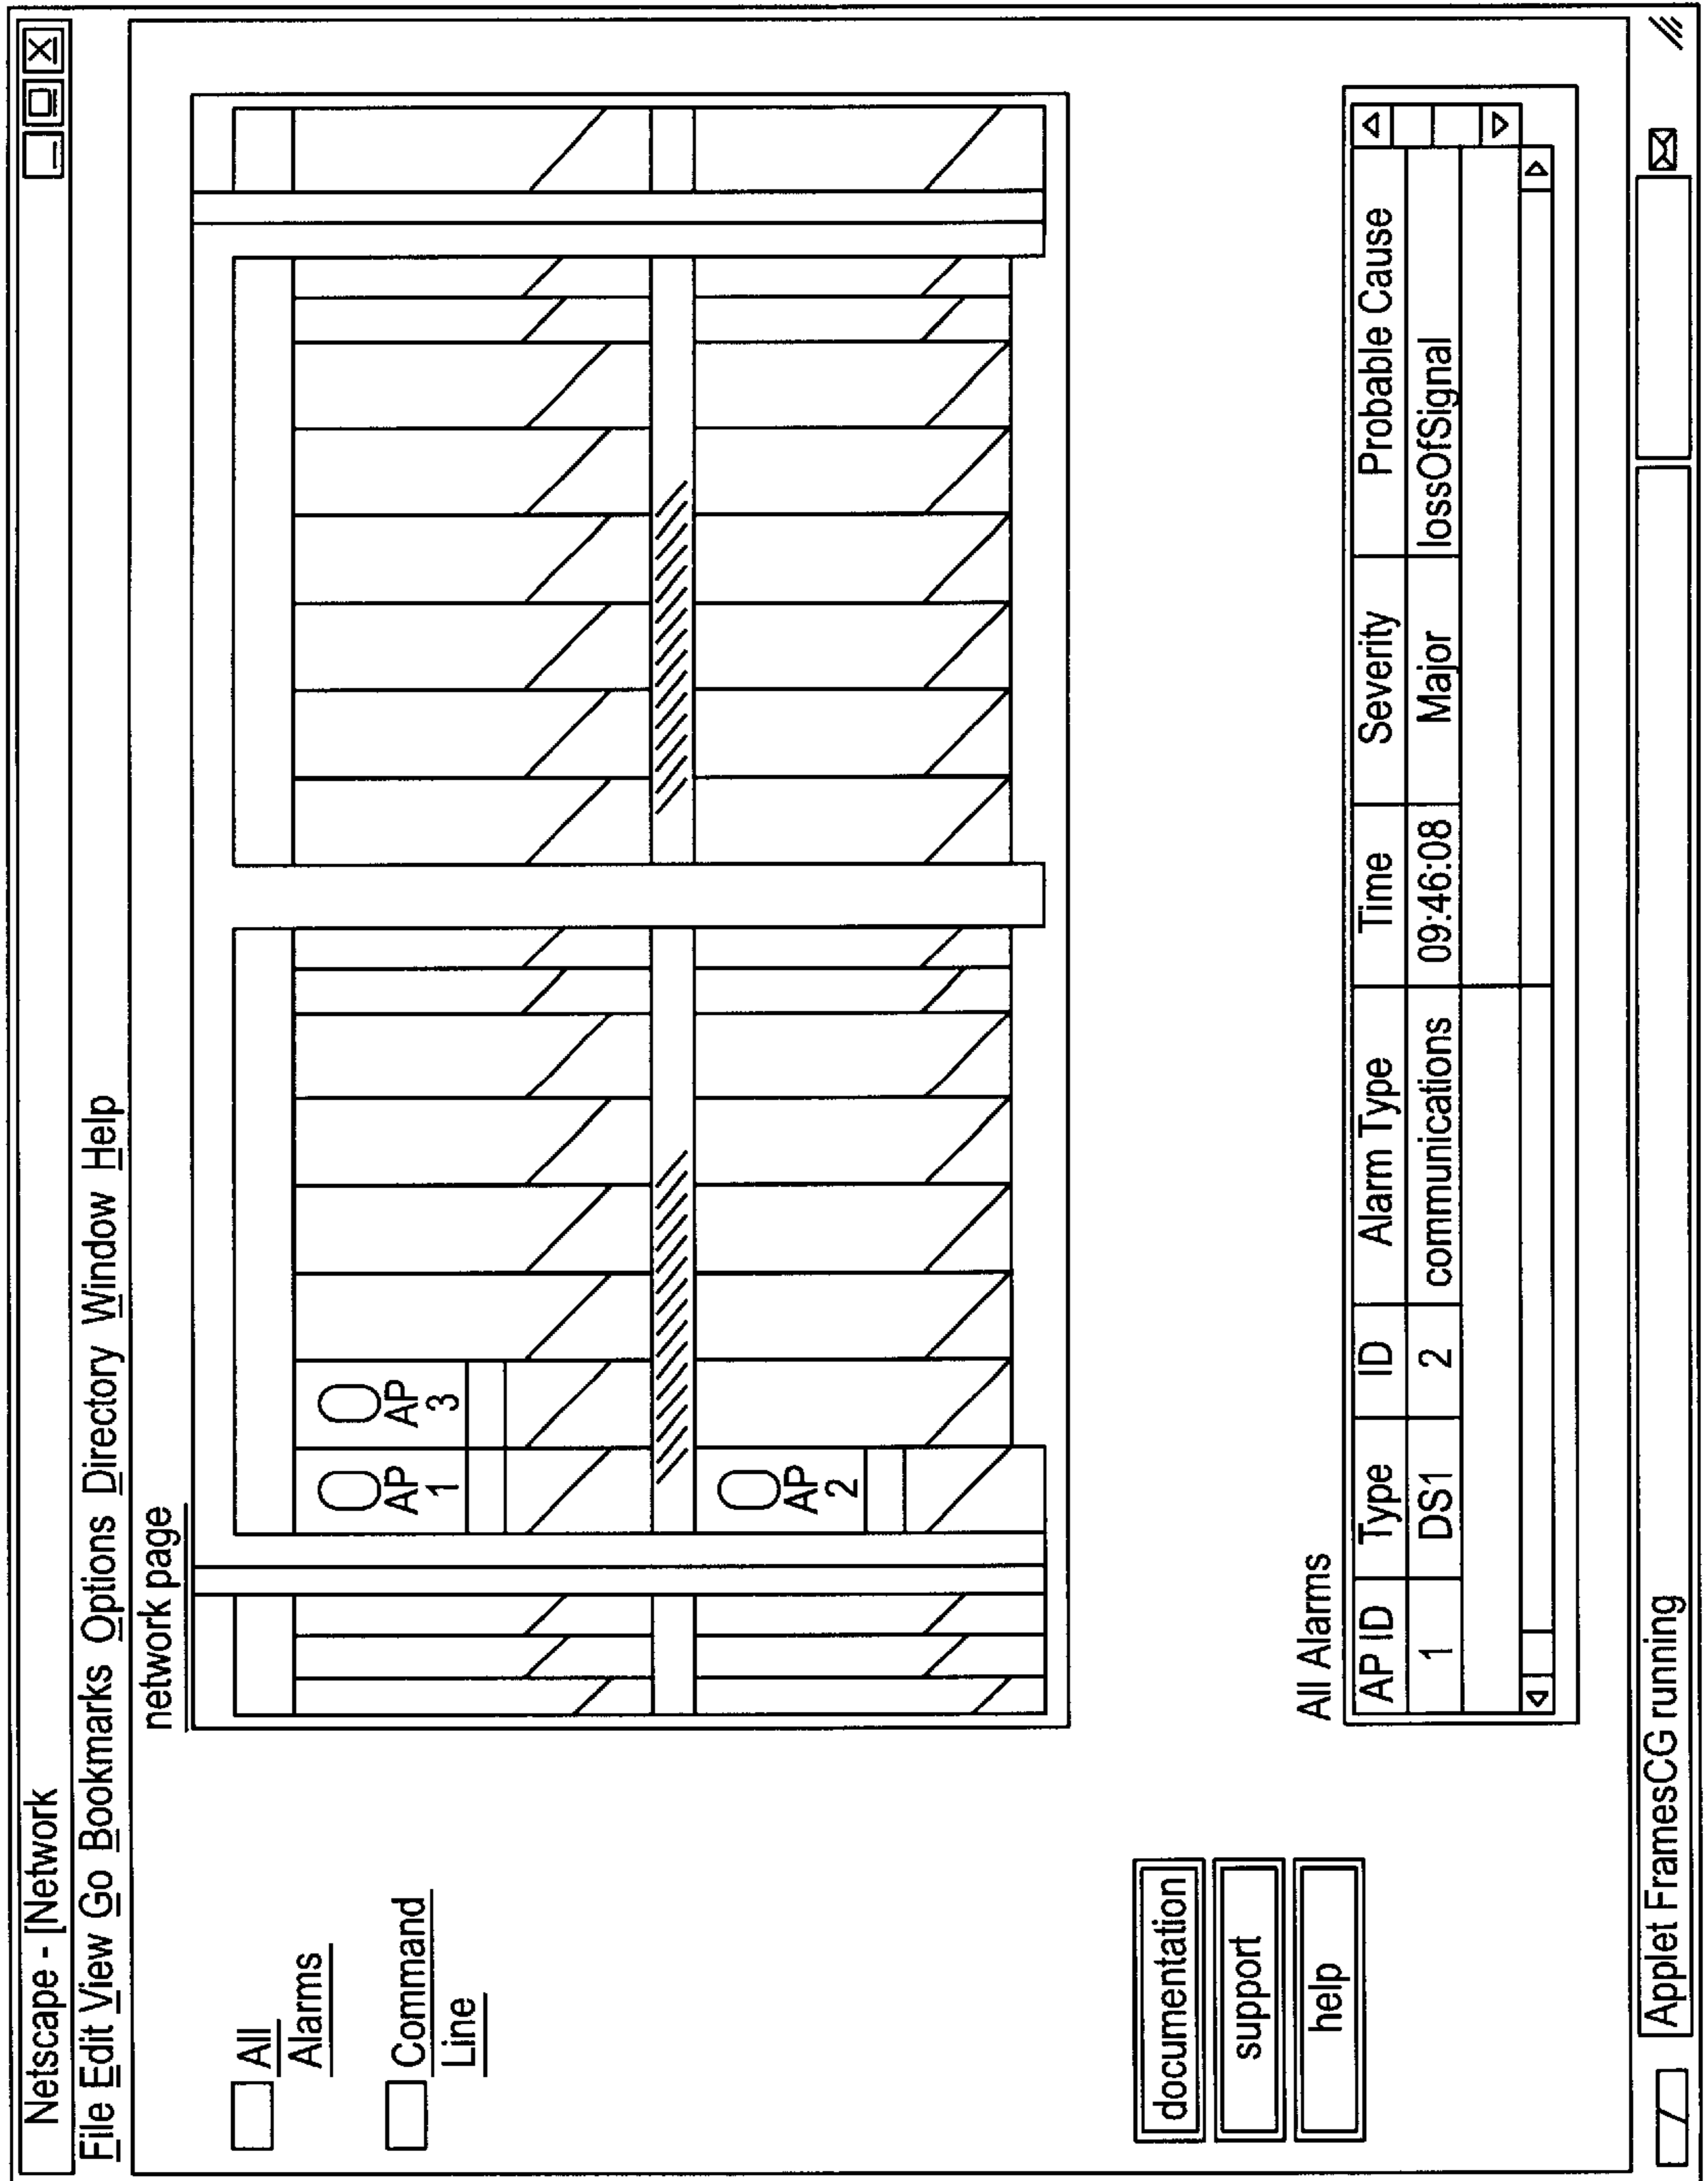 Netscape - [Network
File Edit View Go Bookmarks Options Directory Window Help
network page
All
Alarms
Command
Line
AP
1
AP
3
AP
2
documentation
support
help
All Alarms
AP ID Type ID Alarm Type Time Severity Probable Cause
1 DS1 2 communications 09:46:08 Major lossOfSignal
Applet FramesCG running